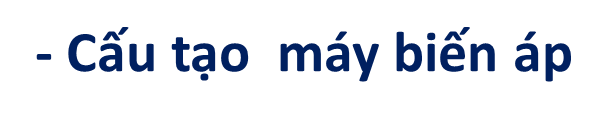 - Cấu tạo  máy biến áp